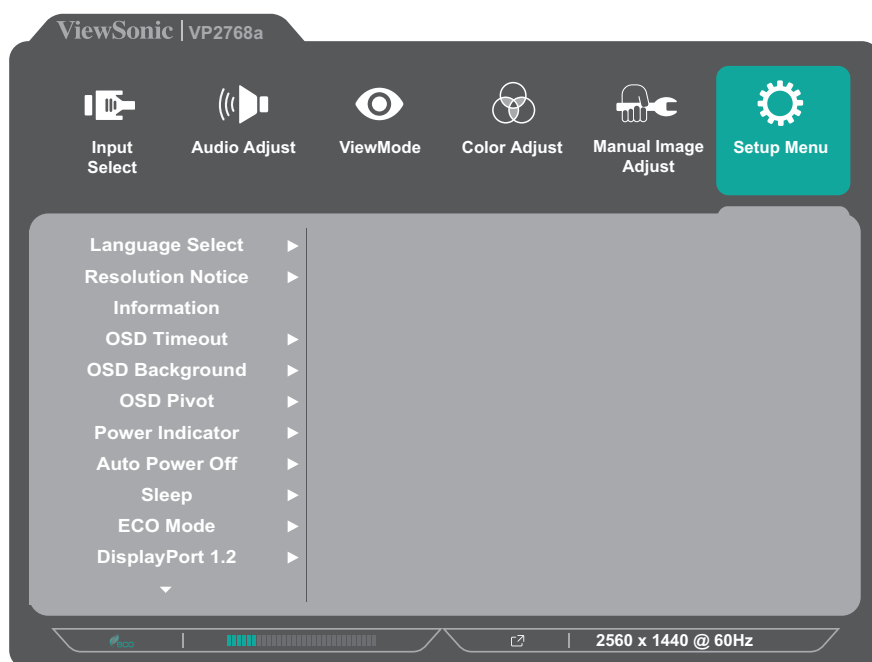 ViewSonic | VP2768a
Input Select
Audio Adjust
ViewMode
Color Adjust
Manual Image Adjust
Setup Menu
Language Select
Resolution Notice
Information
OSD Timeout
OSD Background
OSD Pivot
Power Indicator
Auto Power Off
Sleep
ECO Mode
DisplayPort 1.2
eco
2560 x 1440 @ 60Hz